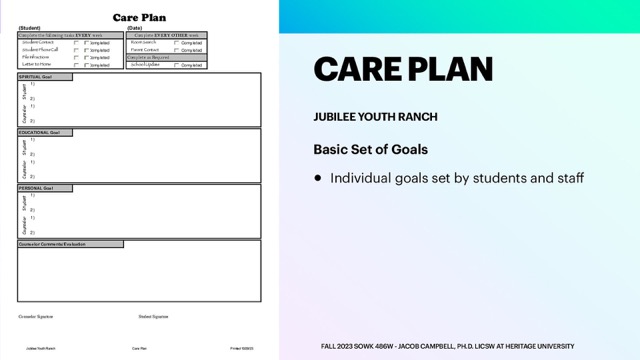 Care Plan
(Student) (Date)
Complete the following tasks EVERY week
Complete EVERY OTHER week
Student Contact Completed
Student Phone Call Completed
File Infractions Completed
Letter to Home Completed
Completed
Parent Contact Completed
Complete as Required
School Update Completed
SPIRITUAL Goal
Student 1)
2)
Counselor 1)
2)
EDUCATIONAL Goal
Student 1)
2)
Counselor 1)
2)
PERSONAL Goal
Student 1)
2)
Counselor 1)
2)
Counselor Comments/Evaluation
Counselor Signature Student Signature
Jubilee Youth Ranch Care Plan Printed
CARE PLAN
JUBILEE YOUTH RANCH
Basic Set of Goals
• Individual goals set by students and staff
FALL 2023 SOWK 486W - JACOB CAMPBELL, PH.D. LICSW AT HERITAGE UNIVERSITY